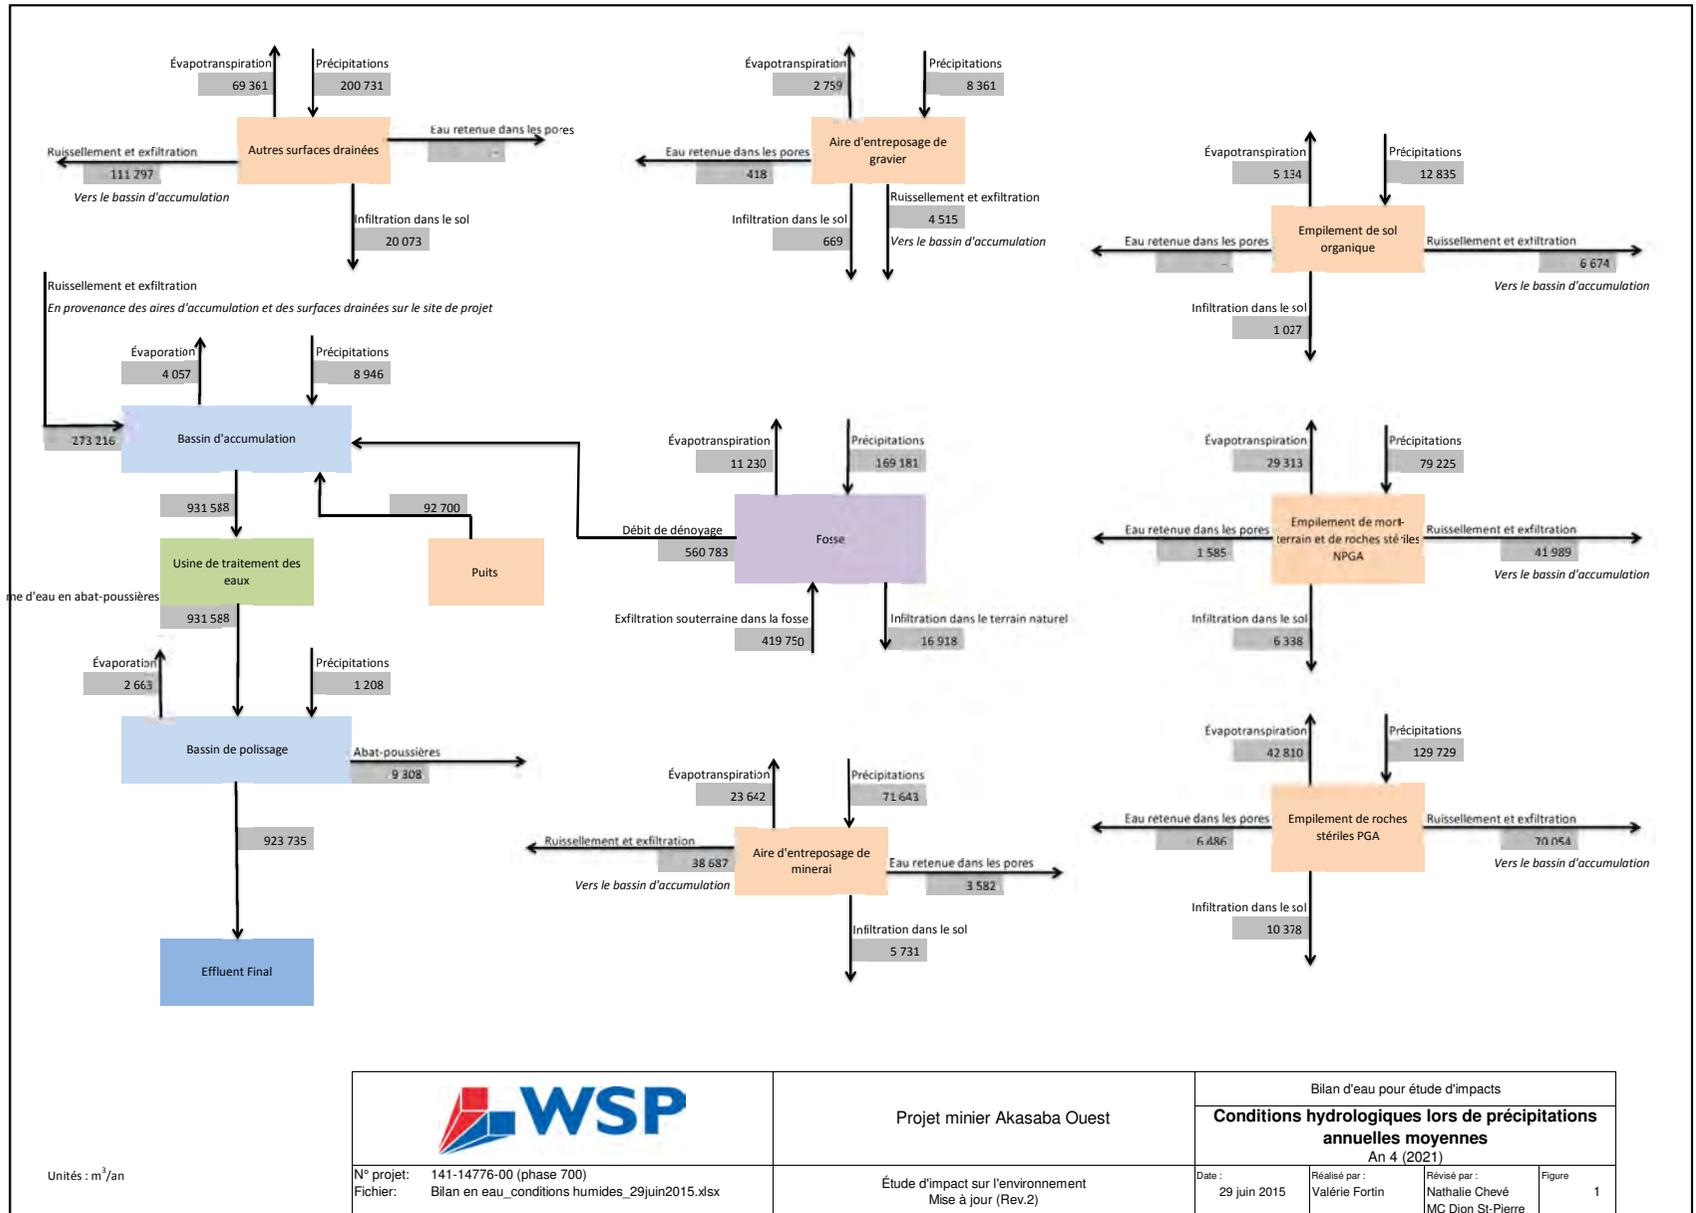 Évapotranspiration
69 361
Précipitations
200 731
Autres surfaces drainées
Eau retenue dans les pores
-
Ruissellement et exfiltration
111 297
Vers le bassin d'accumulation
Infiltration dans le sol
20 073
Évapotranspiration
2 759
Précipitations
8 361
Aire d'entreposage de
gravier
Eau retenue dans les pores
418
Infiltration dans le sol
669
Ruissellement et exfiltration
4 515
Vers le bassin d'accumulation
Évapotranspiration
5 134
Précipitations
12 835
Empilement de sol
organique
Eau retenue dans les pores
-
Ruissellement et exfiltration
6 674
Vers le bassin d'accumulation
Infiltration dans le sol
1 027
Ruissellement et exfiltration
En provenance des aires d'accumulation et des surfaces drainées sur le site de projet
Évaporation
4 057
Précipitations
8 946
273 216
Bassin d'accumulation
931 588
92 700
Usine de traitement des
eaux
Puits
me d'eau en abat-poussières
931 588
Évaporation
2 663
Précipitations
1 208
Bassin de polissage
Abat-poussières
9 308
923 735
Effluent Final
Évapotranspiration
11 230
Précipitations
169 181
Débit de dénoyage
560 783
Fosse
Exfiltration souterraine dans la fosse
419 750
Infiltration dans le terrain naturel
16 918
Évapotranspiration
29 313
Précipitations
79 225
Eau retenue dans les pores
1 585
Empilement de mort-
terrain et de roches stériles
NPGA
Ruissellement et exfiltration
41 989
Vers le bassin d'accumulation
Infiltration dans le sol
6 338
Évapotranspiration
23 642
Précipitations
71 643
Ruissellement et exfiltration
38 687
Vers le bassin d'accumulation
Aire d'entreposage de
minerai
Eau retenue dans les pores
3 582
Infiltration dans le sol
5 731
Évapotranspiration
42 810
Précipitations
129 729
Eau retenue dans les pores
6 486
Empilement de roches
stériles PGA
Ruissellement et exfiltration
70 054
Vers le bassin d'accumulation
Infiltration dans le sol
10 378
Unités : m³/an
WSP
N° projet: 141-14776-00 (phase 700)
Fichier: Bilan en eau_conditions humides_29juin2015.xlsx
Projet minier Akasaba Ouest
Étude d'impact sur l'environnement
Mise à jour (Rev.2)
Bilan d'eau pour étude d'impacts
Conditions hydrologiques lors de précipitations
annuelles moyennes
An 4 (2021)
Date :
29 juin 2015
Réalisé par :
Valérie Fortin
Révisé par :
Nathalie Chevé
MC Dion St-Pierre
Figure
1